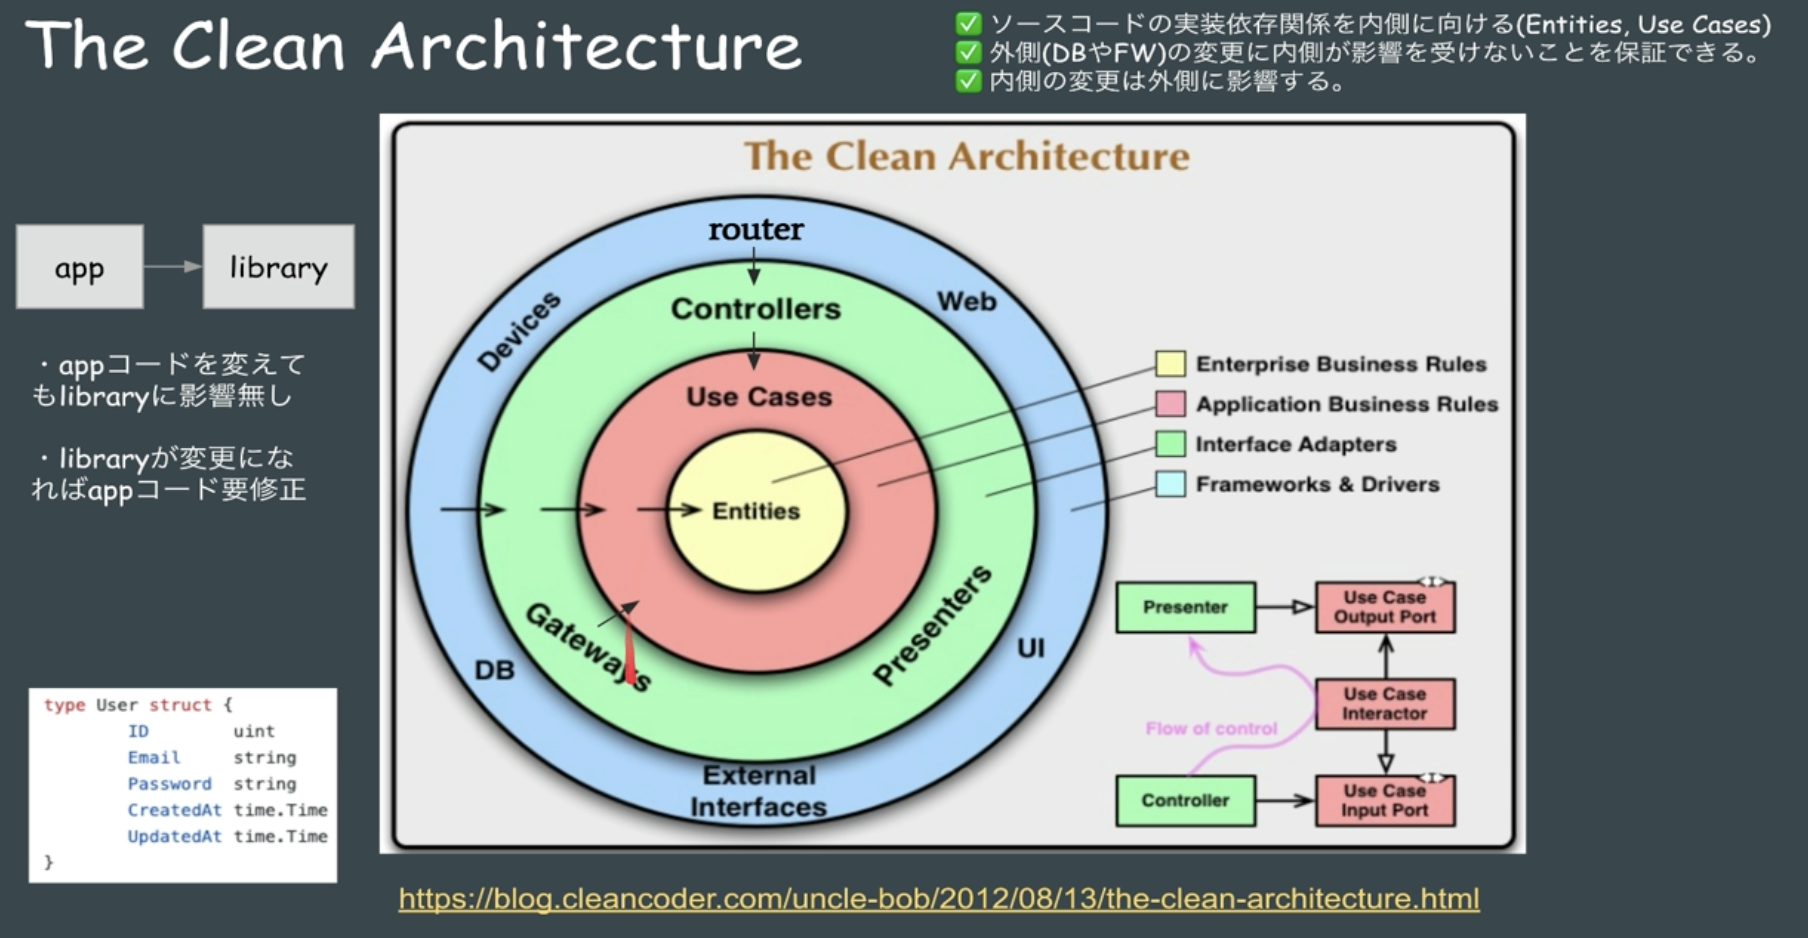 The Clean Architecture
✅ ソースコードの実装依存関係を内側に向ける(Entities, Use Cases)
✅ 外側(DBやFW)の変更に内側が影響を受けないことを保証できる。
✅ 内側の変更は外側に影響する。
app
library
・appコードを変えて
もlibraryに影響無し
・libraryが変更にな
ればappコード要修正
type User struct {
ID uint
Email string
Password string
CreatedAt time.Time
UpdatedAt time.Time
}
The Clean Architecture
router
Controllers
Use Cases
Entities
Devices
Web
DB
Gateways
Presenters
UI
External
Interfaces
Enterprise Business Rules
Application Business Rules
Interface Adapters
Frameworks & Drivers
Presenter
<I>
Use Case
Output Port
Use Case
Interactor
Flow of control
Controller
<I>
Use Case
Input Port
https://blog.cleancoder.com/uncle-bob/2012/08/13/the-clean-architecture.html